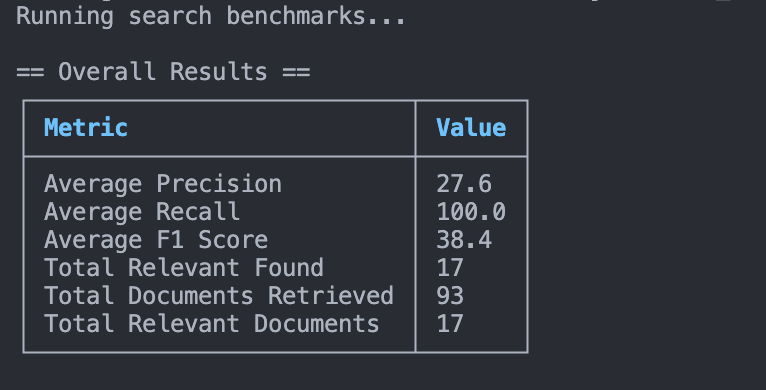 Running search benchmarks...
== Overall Results ==
Metric Value
Average Precision 27.6
Average Recall 100.0
Average F1 Score 38.4
Total Relevant Found 17
Total Documents Retrieved 93
Total Relevant Documents 17